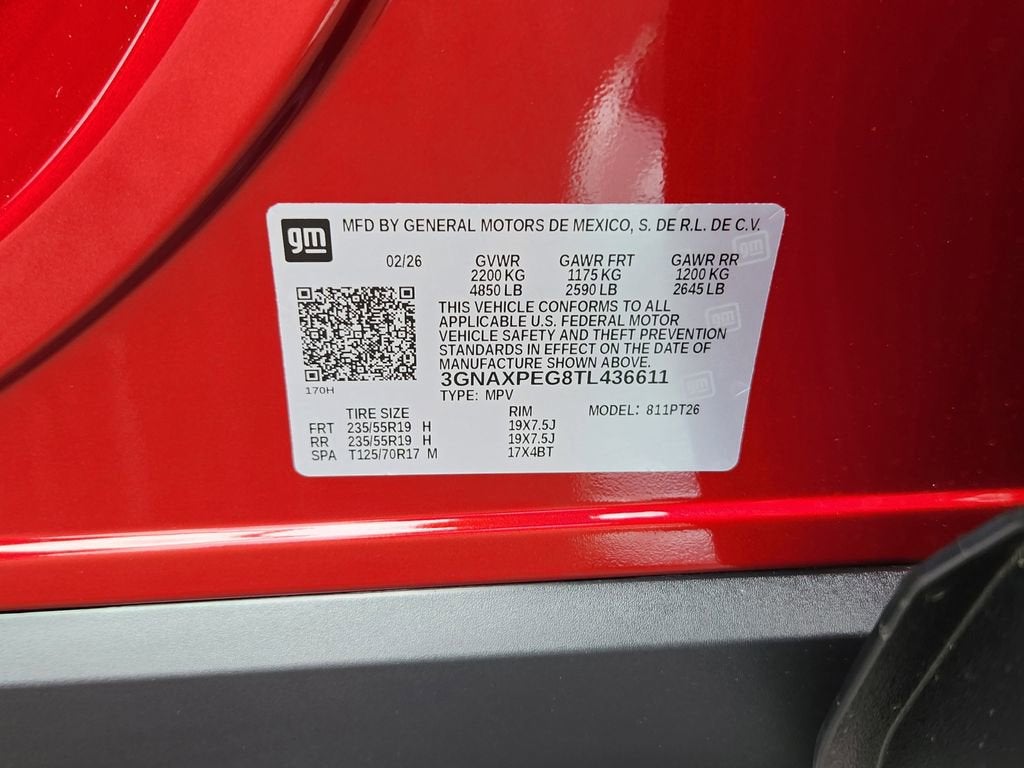 gm MFD BY GENERAL MOTORS DE MEXICO, S. DE R.L. DE C.V.
02/26 GVWR GAWR FRT GAWR RR
2200 KG 1175 KG 1200 KG
4850 LB 2590 LB 2645 LB
THIS VEHICLE CONFORMS TO ALL
APPLICABLE U.S. FEDERAL MOTOR
VEHICLE SAFETY AND THEFT PREVENTION
STANDARDS IN EFFECT ON THE DATE OF
MANUFACTURE SHOWN ABOVE.
170H 3GNAXPEG8TL436611
TYPE: MPV
TIRE SIZE RIM MODEL: 811PT26
FRT 235/55R19 H 19X7.5J
RR 235/55R19 H 19X7.5J
SPA T125/70R17 M 17X4BT